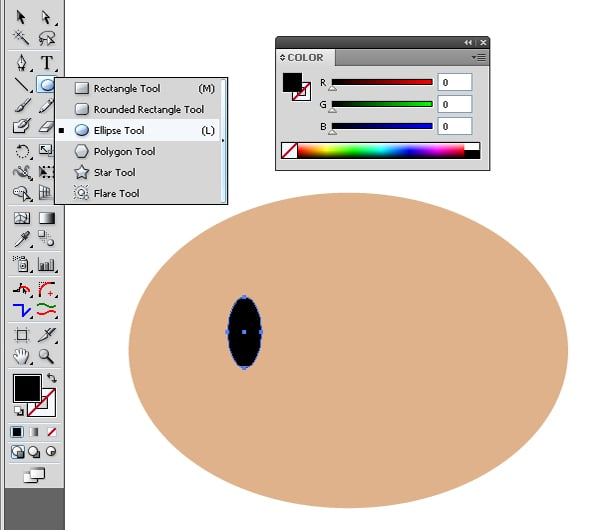 COLOR
R 0
G 0
B 0
T
Rectangle Tool (M)
Rounded Rectangle Tool
Ellipse Tool (L)
Polygon Tool
Star Tool
Flare Tool